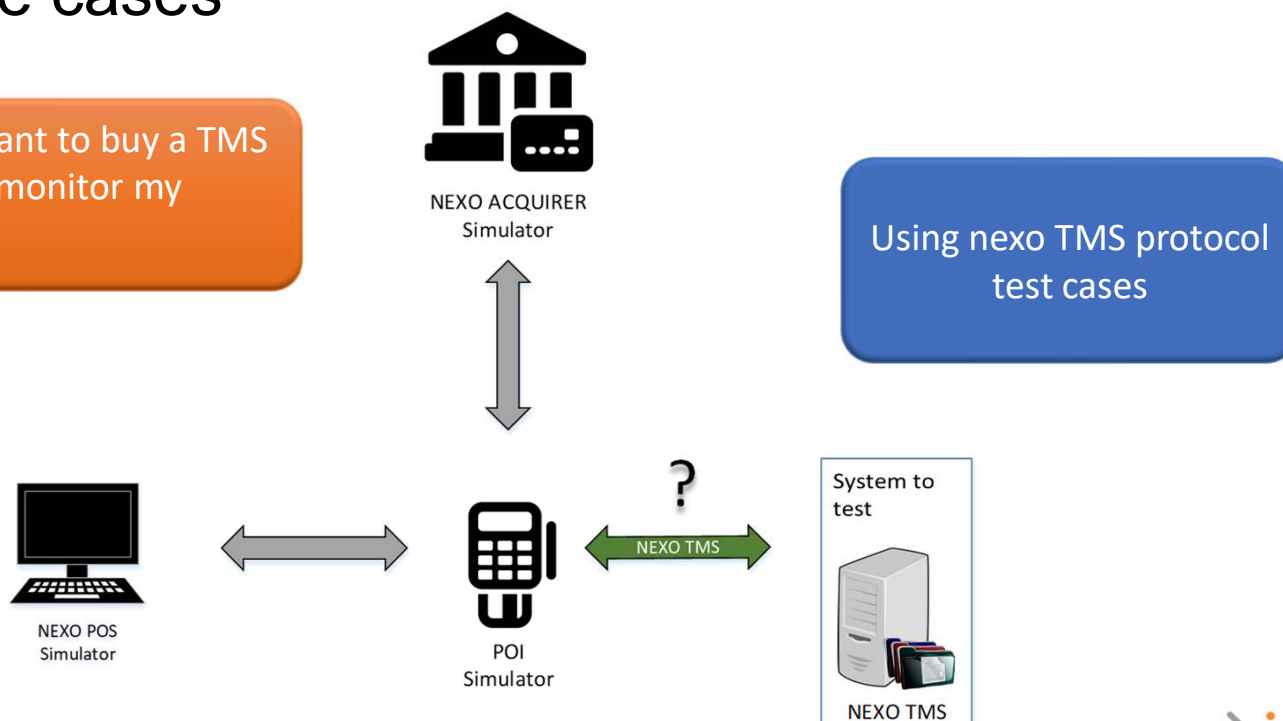 cases
ant to buy a TMS
monitor my
NEXO ACQUIRER
Simulator
Using nexo TMS protocol
test cases
?
NEXO TMS
System to
test
NEXO POS
Simulator
POI
Simulator
NEXO TMS